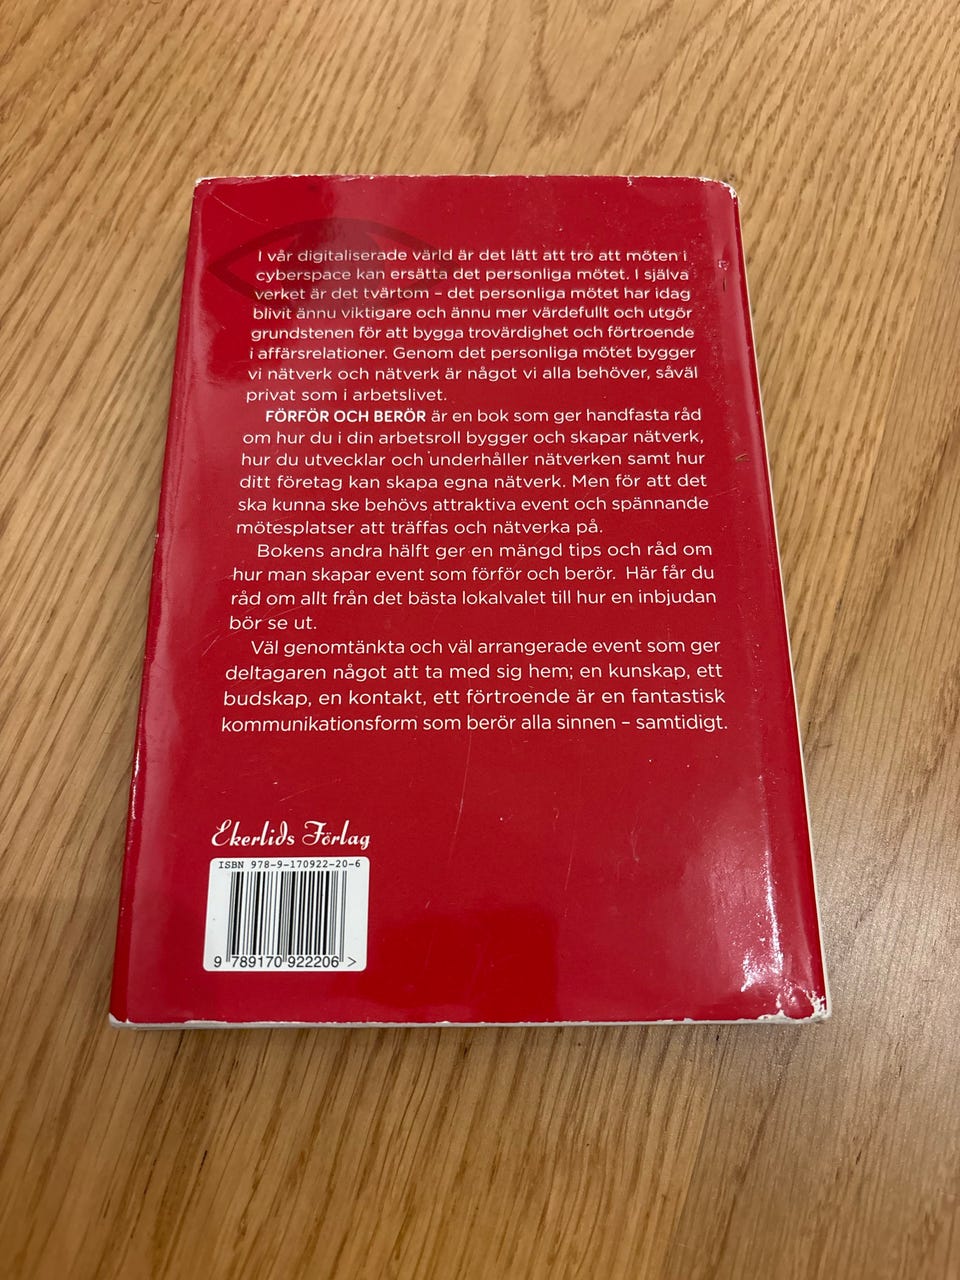 I vår digitaliserade värld är det lätt att tro att möten i
cyberspace kan ersätta det personliga mötet. I själva
verket är det tvärtom – det personliga mötet har idag
blivit ännu viktigare och ännu mer värdefullt och utgör
grundstenen för att bygga trovärdighet och förtroende
i affärsrelationer. Genom det personliga mötet bygger
vi nätverk och nätverk är något vi alla behöver, såväl
privat som i arbetslivet.
FÖRFÖR OCH BERÖR är en bok som ger handfasta råd
om hur du i din arbetsroll bygger och skapar nätverk,
hur du utvecklar och underhåller nätverken samt hur
ditt företag kan skapa egna nätverk. Men för att det
ska kunna ske behövs attraktiva event och spännande
mötesplatser att träffas och nätverka på.
Bokens andra hälft ger en mängd tips och råd om
hur man skapar event som förför och berör. Här får du
råd om allt från det bästa lokalvalet till hur en inbjudan
bör se ut.
Väl genomtänkta och väl arrangerade event som ger
deltagaren något att ta med sig hem; en kunskap, ett
budskap, en kontakt, ett förtroende är en fantastisk
kommunikationsform som berör alla sinnen – samtidigt.
Ekerlids Förlag
ISBN 978-9-170922-20-6
9 789170 922206 >